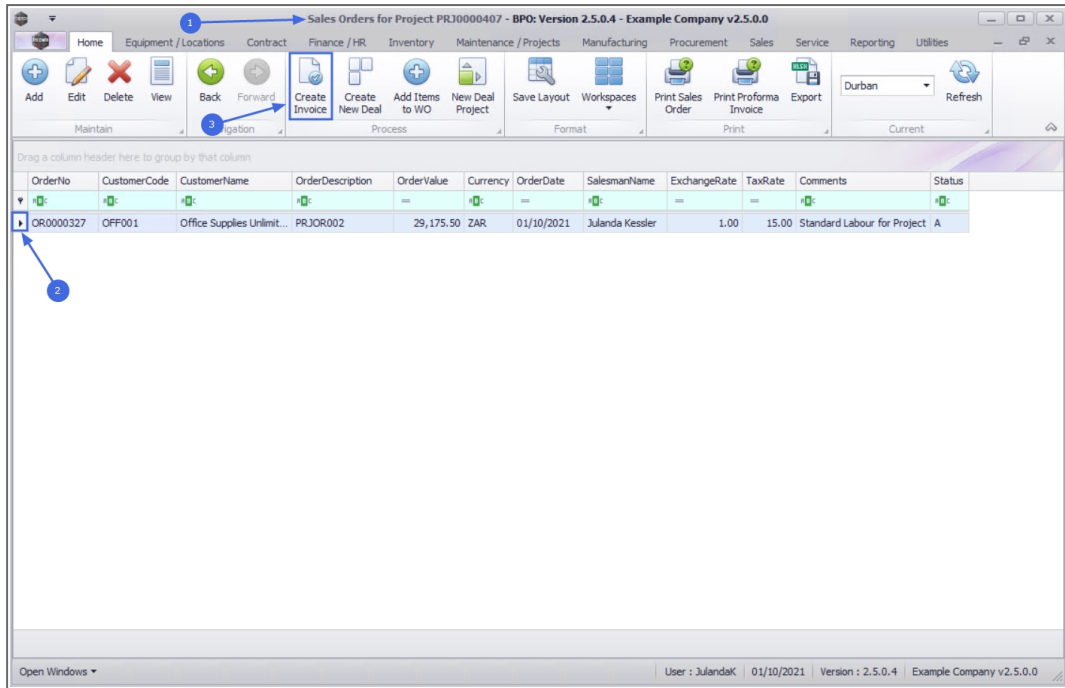 1
Sales Orders for Project PRJ0000407 - BPO: Version 2.5.0.4 - Example Company v2.5.0.0
Home Equipment / Locations Contract Finance / HR Inventory Maintenance / Projects Manufacturing Procurement Sales Service Reporting Utilities
Add Edit Delete View Back Forward Create Invoice Create New Deal Add Items to WO New Deal Project Save Layout Workspaces Print Sales Order Print Proforma Invoice Export Durban Refresh
3
Maintain Process Format Print Current
Drag a column header here to group by that column
OrderNo CustomerCode CustomerName OrderDescription OrderValue Currency OrderDate SalesmanName ExchangeRate TaxRate Comments Status
OR0000327 OFF001 Office Supplies Unlimit... PRJOR002 29,175.50 ZAR 01/10/2021 Julanda Kessler 1.00 15.00 Standard Labour for Project A
2
Open Windows User : JulandaK 01/10/2021 Version : 2.5.0.4 Example Company v2.5.0.0